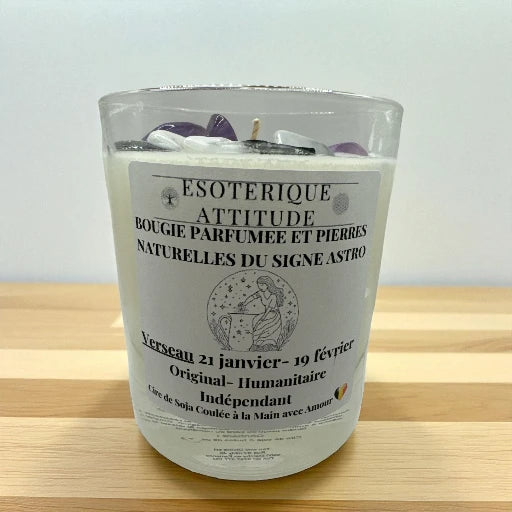 ESOTERIQUE
ATTITUDE
BOUGIE PARFUMEE ET PIERRES
NATURELLES DU SIGNE ASTRO
Verseau 21 janvier- 19 février
Original- Humanitaire
Indépendant
Cire de Soja Coulée à la Main avec Amour